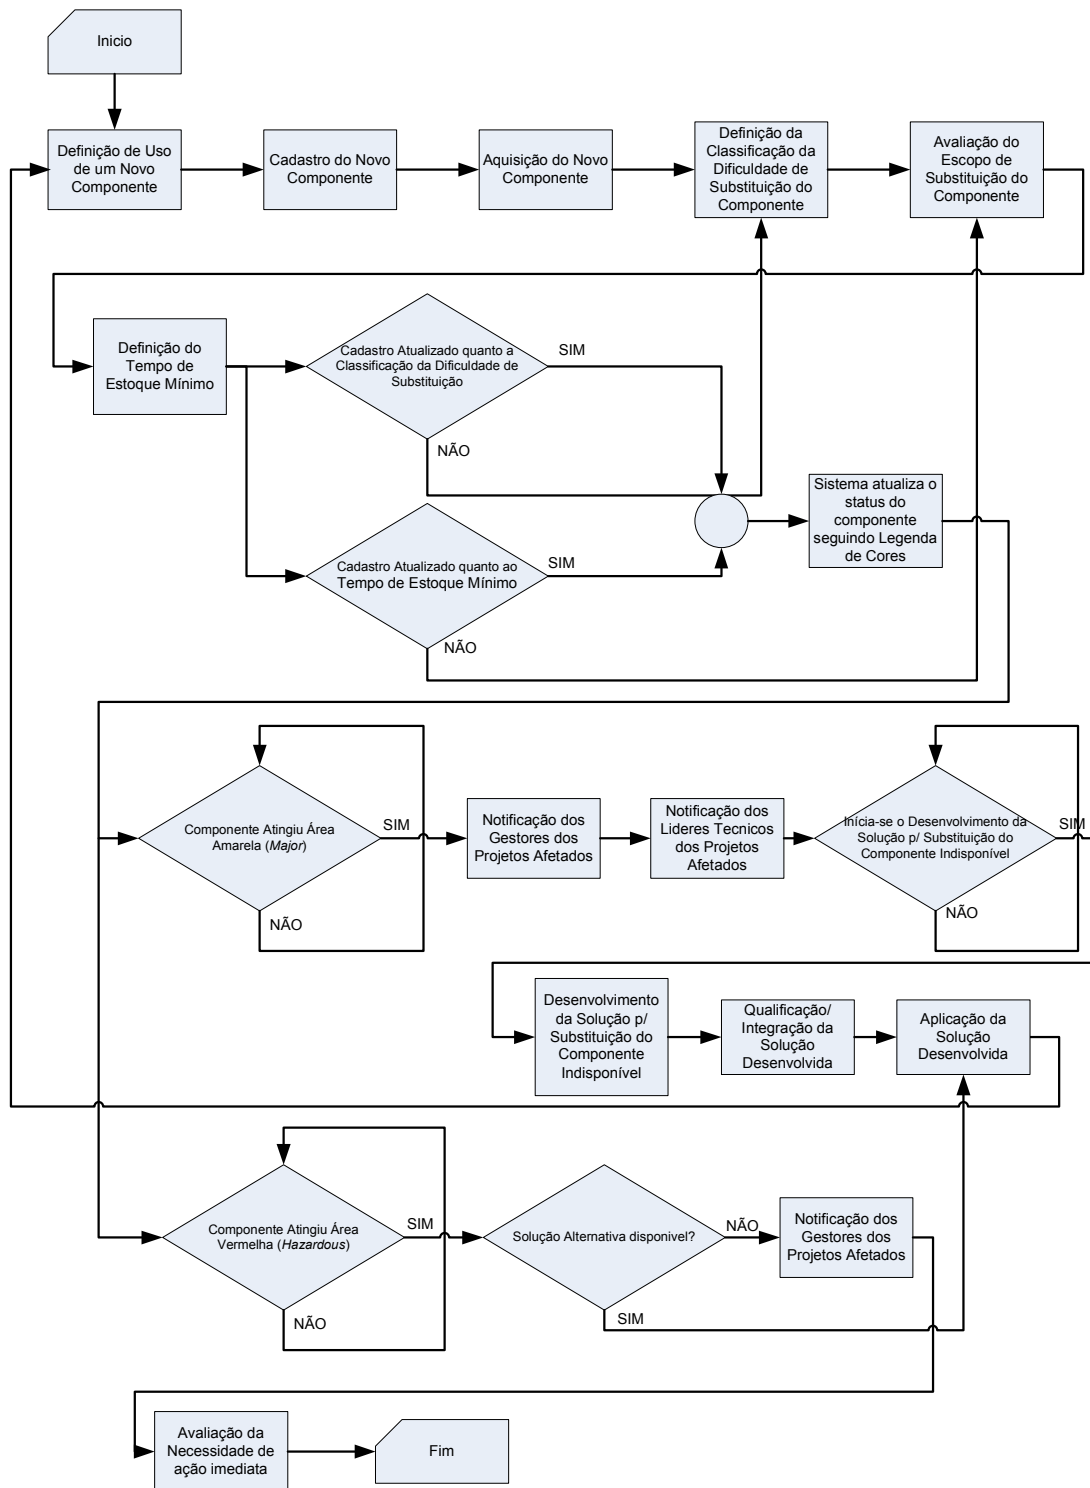 Inicio
Definição de Uso
de um Novo
Componente
Cadastro do Novo
Componente
Aquisição do Novo
Componente
Definição da
Classificação da
Dificuldade de
Substituição do
Componente
Avaliação do
Escopo de
Substituição do
Componente
Definição do
Tempo de
Estoque Mínimo
Cadastro Atualizado quanto a
Classificação da Dificuldade de
Substituição
SIM
NÃO
Cadastro Atualizado quanto ao
Tempo de Estoque Mínimo
SIM
NÃO
Sistema atualiza o
status do
componente
seguindo Legenda
de Cores
Componente Atingiu Área
Amarela (Major)
SIM
NÃO
Notificação dos
Gestores dos
Projetos Afetados
Notificação dos
Lideres Tecnicos
dos Projetos
Afetados
Inícia-se o Desenvolvimento da
Solução p/ Substituição do
Componente Indisponível
SIM
NÃO
Desenvolvimento
da Solução p/
Substituição do
Componente
Indisponível
Qualificação/
Integração da
Solução
Desenvolvida
Aplicação da
Solução
Desenvolvida
Componente Atingiu Área
Vermelha (Hazardous)
SIM
NÃO
Solução Alternativa disponivel?
NÃO
SIM
Notificação dos
Gestores dos
Projetos Afetados
Avaliação da
Necessidade de
ação imediata
Fim